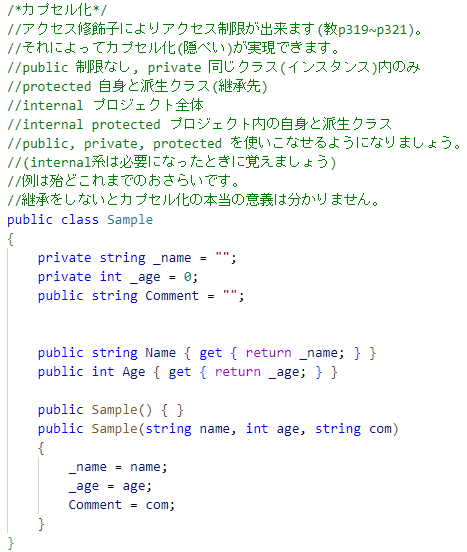 /*カプセル化*/
//アクセス修飾子によりアクセス制限が出来ます(教p319~p321)。
//それによってカプセル化(隠ぺい)が実現できます。
//public 制限なし, private 同じクラス(インスタンス)内のみ
//protected 自身と派生クラス(継承先)
//internal プロジェクト全体
//internal protected プロジェクト内の自身と派生クラス
//public, private, protected を使いこなせるようになりましょう。
//(internal系は必要になったときに覚えましょう)
//例は殆どこれまでのおさらいです。
//継承をしないとカプセル化の本当の意義は分かりません。
public class Sample
{
    private string _name = "";
    private int _age = 0;
    public string Comment = "";
    public string Name { get { return _name; } }
    public int Age { get { return _age; } }
    public Sample() { }
    public Sample(string name, int age, string com)
    {
        _name = name;
        _age = age;
        Comment = com;
    }
}